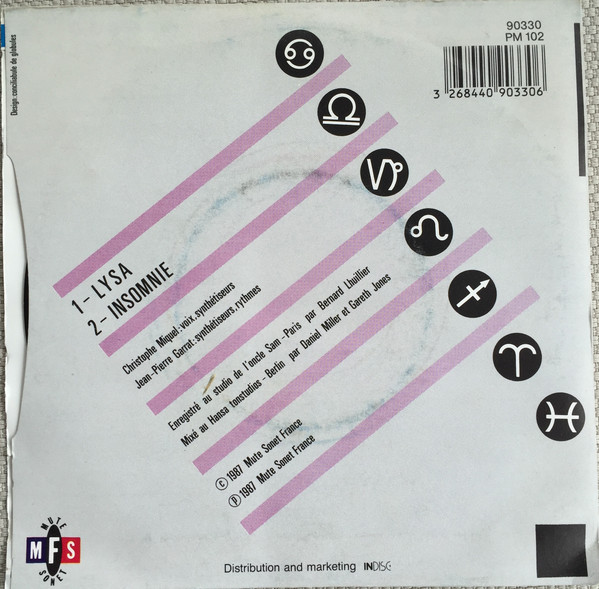 90330
PM 102
3 268440 903306
Design conciliabule de globules
1 - LYSA
2 - INSOMNIE
Christophe Miquel: voix, synthétiseurs
Jean-Pierre Garrat: synthétiseurs, rythmes
Enregistré au studio de l'oncle Sam - Paris par Bernard Lhuillier
Mixé au Hansa tonstudios - Berlin par Daniel Miller et Gareth Jones
© 1987 Mute Sonet France
℗ 1987 Mute Sonet France
MUTE
MFS
SONET
Distribution and marketing INDISC